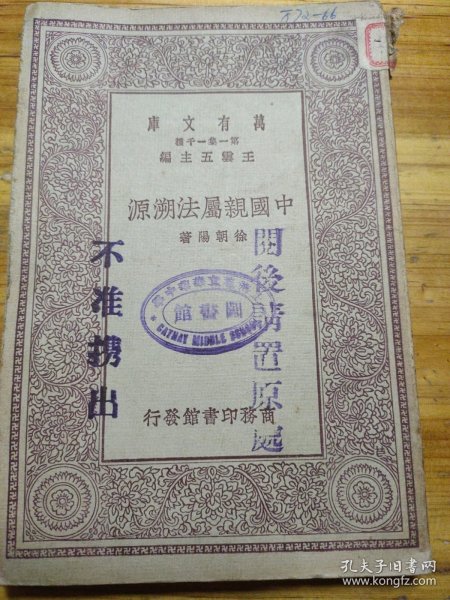 萬有文庫
第一集一千種
王雲五主編
中國親屬法溯源
徐朝陽著
不准携出
閱後請置原處
圖書館
商務印書館發行
孔夫子旧书网
www.kongfz.com